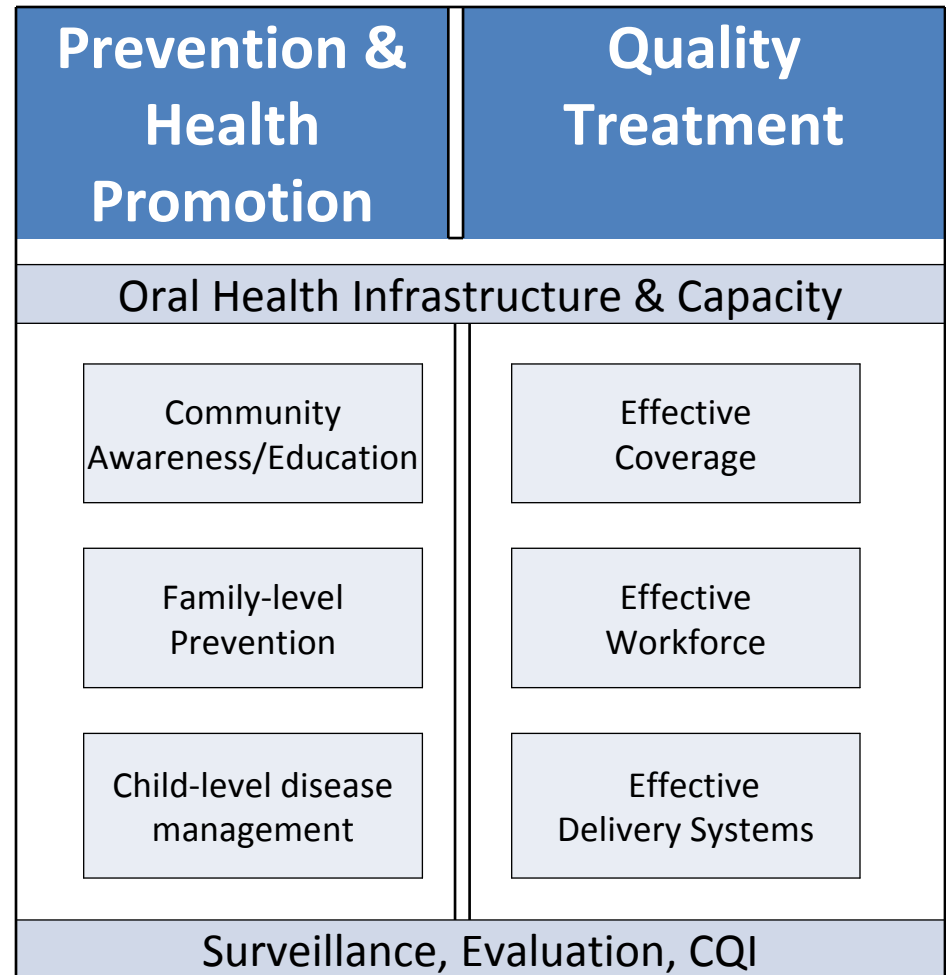 Prevention &
Health
Promotion
Quality
Treatment
Oral Health Infrastructure & Capacity
Community
Awareness/Education
Effective
Coverage
Family-level
Prevention
Effective
Workforce
Child-level disease
management
Effective
Delivery Systems
Surveillance, Evaluation, CQI